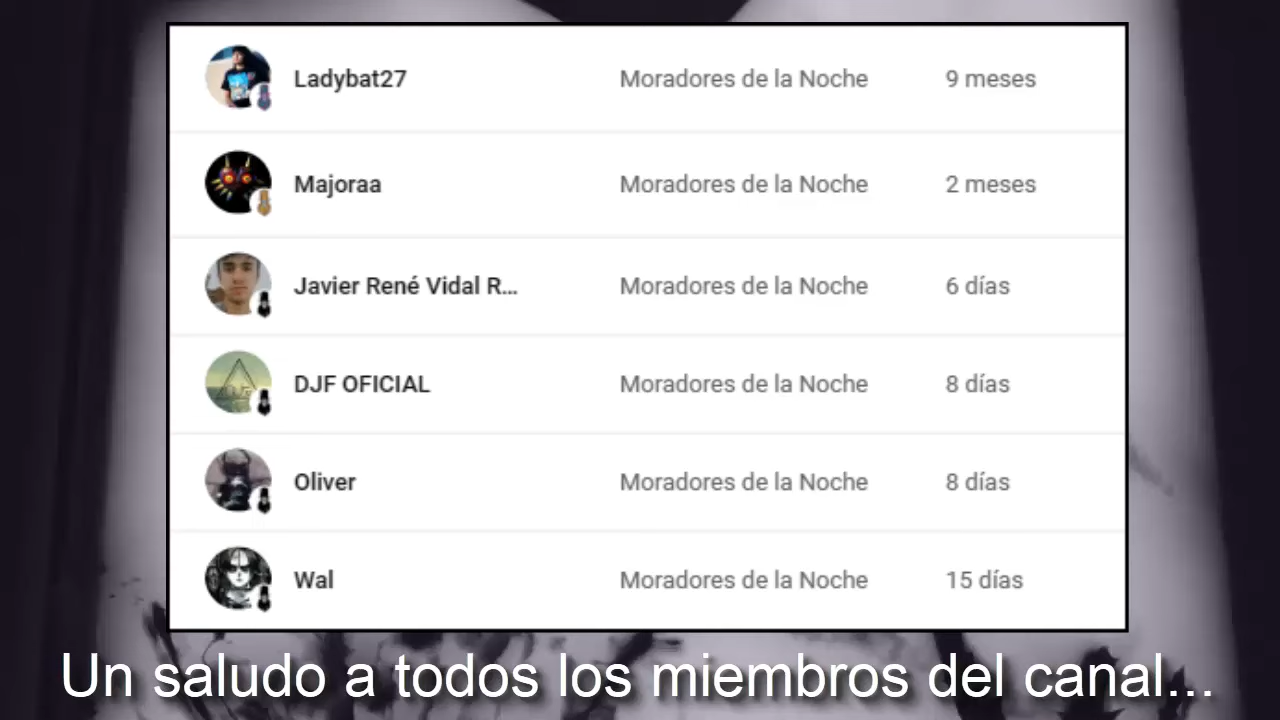 Ladybat27 Moradores de la Noche 9 meses
Majoraa Moradores de la Noche 2 meses
Javier René Vidal R... Moradores de la Noche 6 días
DJF OFICIAL Moradores de la Noche 8 días
Oliver Moradores de la Noche 8 días
Wal Moradores de la Noche 15 días
Un saludo a todos los miembros del canal...